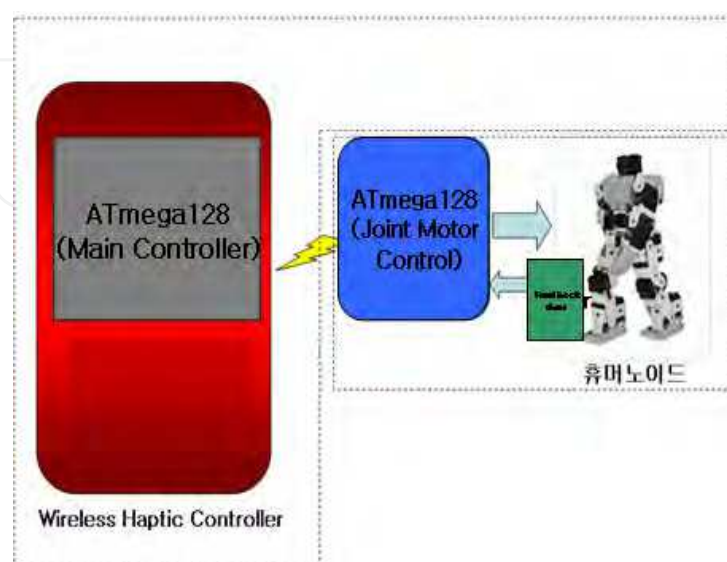 ATmega128
(Main Controller)
ATmega128
(Joint Motor
Control)
휴머노이드
Wireless Haptic Controller